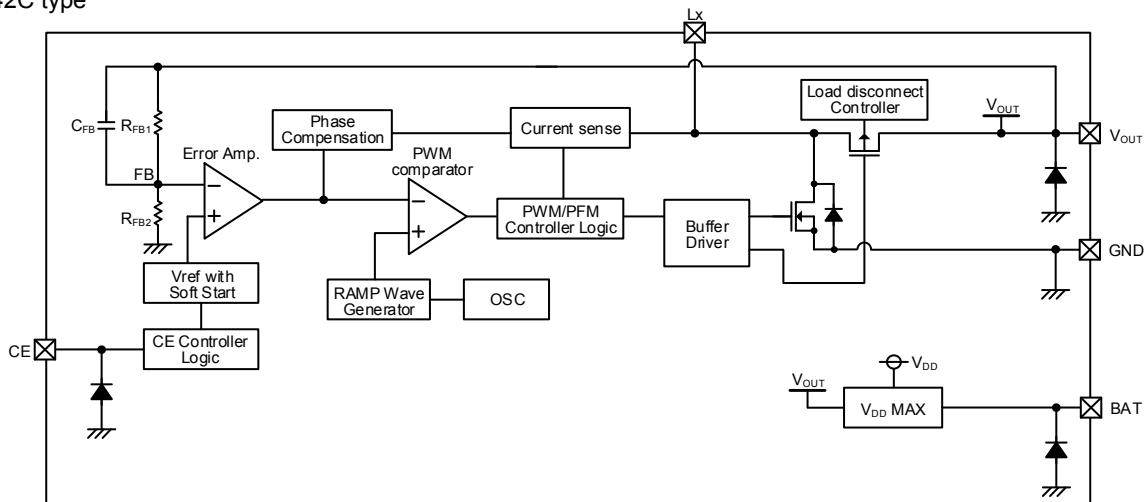 42C type
Lx
Load disconnect
Controller
VOUT
CFB
RFB1
Phase
Compensation
Current sense
VOUT
Error Amp.
PWM
comparator
FB
RFB2
PWM/PFM
Controller Logic
Buffer
Driver
GND
Vref with
Soft Start
RAMP Wave
Generator
OSC
CE
CE Controller
Logic
VDD
VOUT
VDD MAX
BAT